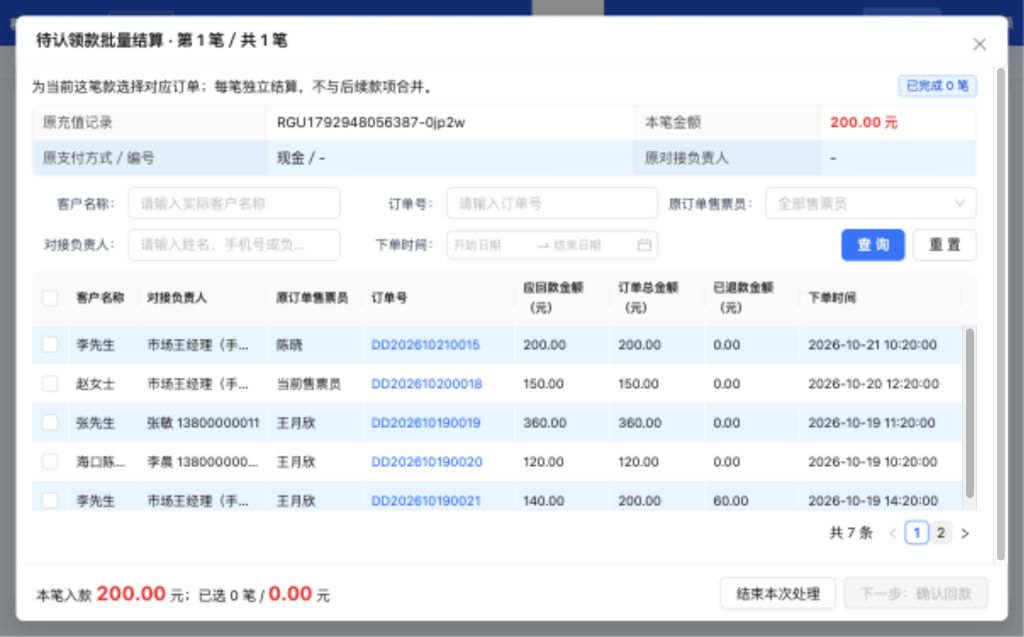 待认领款批量结算 · 第 1 笔 / 共 1 笔
为当前这笔款选择对应订单；每笔独立结算，不与后续款项合并。 已完成 0 笔
原充值记录 RGU1792948056387-0jp2w 本笔金额 200.00 元
原支付方式 / 编号 现金 / - 原对接负责人 -
客户名称: 请输入实际客户名称 订单号: 请输入订单号 原订单售票员: 全部售票员
对接负责人: 请输入姓名、手机号或负... 下单时间: 开始日期 → 结束日期 查 询 重 置
客户名称 对接负责人 原订单售票员 订单号 应回款金额（元） 订单总金额（元） 已退款金额（元） 下单时间
李先生 市场王经理（手... 陈晓 DD202610210015 200.00 200.00 0.00 2026-10-21 10:20:00
赵女士 市场王经理（手... 当前售票员 DD202610200018 150.00 150.00 0.00 2026-10-20 12:20:00
张先生 张敏 13800000011 王月欣 DD202610190019 360.00 360.00 0.00 2026-10-19 11:20:00
海口陈... 李晨 138000000... 王月欣 DD202610190020 120.00 120.00 0.00 2026-10-19 10:20:00
李先生 市场王经理（手... 王月欣 DD202610190021 140.00 200.00 60.00 2026-10-19 14:20:00
共 7 条 < 1 2 >
本笔入款 200.00 元；已选 0 笔 / 0.00 元 结束本次处理 下一步：确认回款